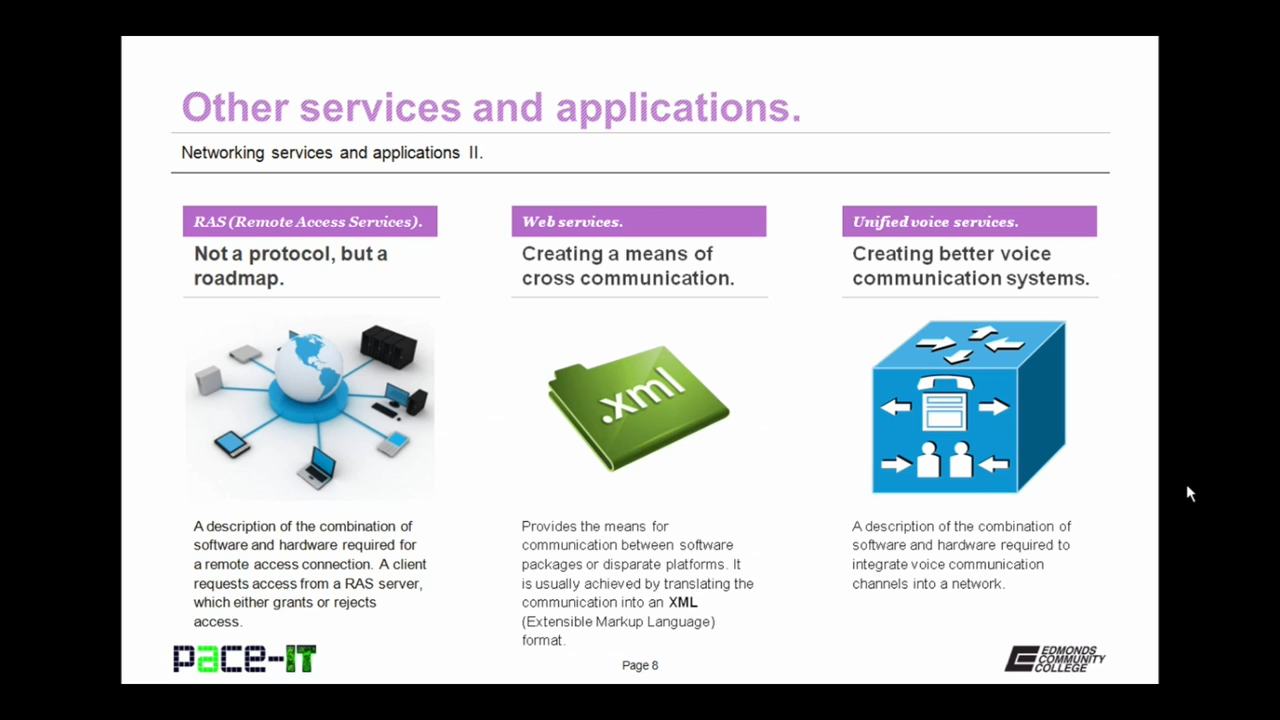 Other services and applications.
Networking services and applications II.
RAS (Remote Access Services).
Not a protocol, but a
roadmap.
A description of the combination of
software and hardware required for
a remote access connection. A client
requests access from a RAS server,
which either grants or rejects
access.
Web services.
Creating a means of
cross communication.
.xml
Provides the means for
communication between software
packages or disparate platforms. It
is usually achieved by translating the
communication into an XML
(Extensible Markup Language)
format.
Unified voice services.
Creating better voice
communication systems.
A description of the combination of
software and hardware required to
integrate voice communication
channels into a network.
pace-IT
Page 8
EDMONDS
COMMUNITY
COLLEGE